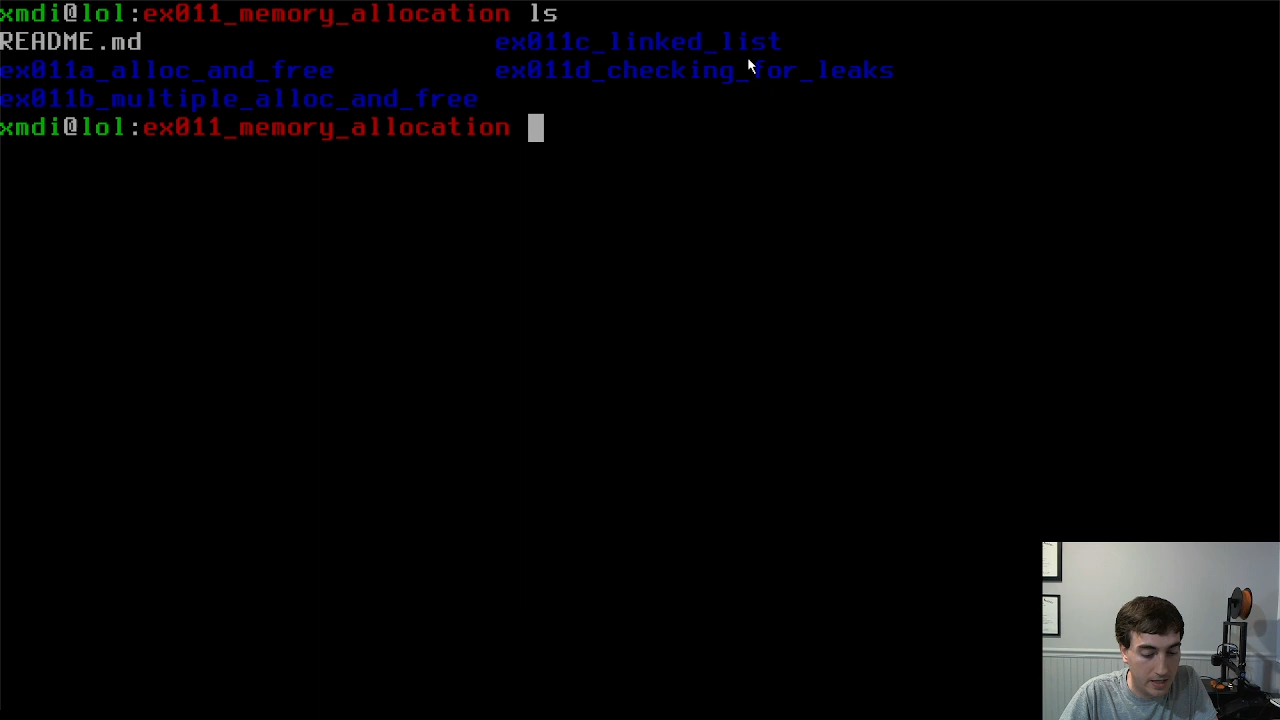 xmdi@lol:ex011_memory_allocation ls
README.md ex011c_linked_list
ex011a_alloc_and_free ex011d_checking_for_leaks
ex011b_multiple_alloc_and_free
xmdi@lol:ex011_memory_allocation